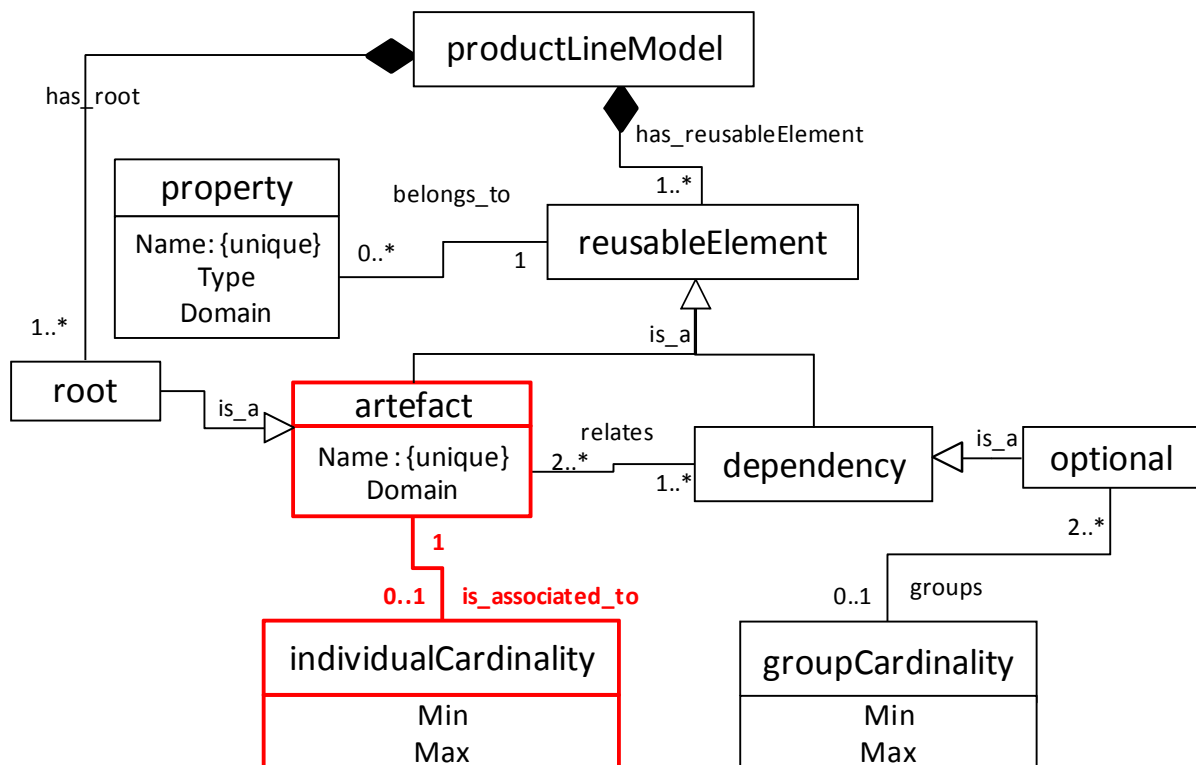 productLineModel
has_root
has_reusableElement
1..*
property
Name: {unique}
Type
Domain
belongs_to
0..*
1
reusableElement
is_a
1..*
root
is_a
artefact
Name : {unique}
Domain
relates
2..*
1..*
dependency
is_a
optional
1
0..1
is_associated_to
2..*
0..1
groups
individualCardinality
Min
Max
groupCardinality
Min
Max